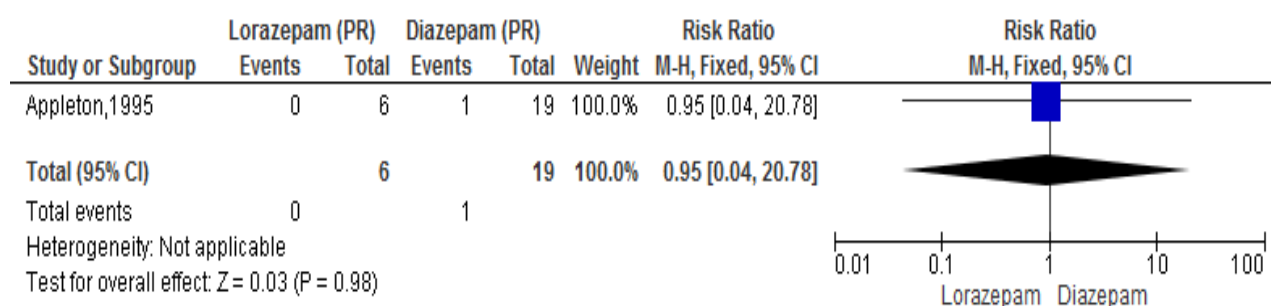 Lorazepam (PR) Diazepam (PR) Risk Ratio Risk Ratio
Study or Subgroup Events Total Events Total Weight M-H, Fixed, 95% CI M-H, Fixed, 95% CI
Appleton,1995 0 6 1 19 100.0% 0.95 [0.04, 20.78]
Total (95% CI) 6 19 100.0% 0.95 [0.04, 20.78]
Total events 0 1
Heterogeneity: Not applicable
Test for overall effect: Z = 0.03 (P = 0.98)
0.01 0.1 1 10 100
Lorazepam Diazepam